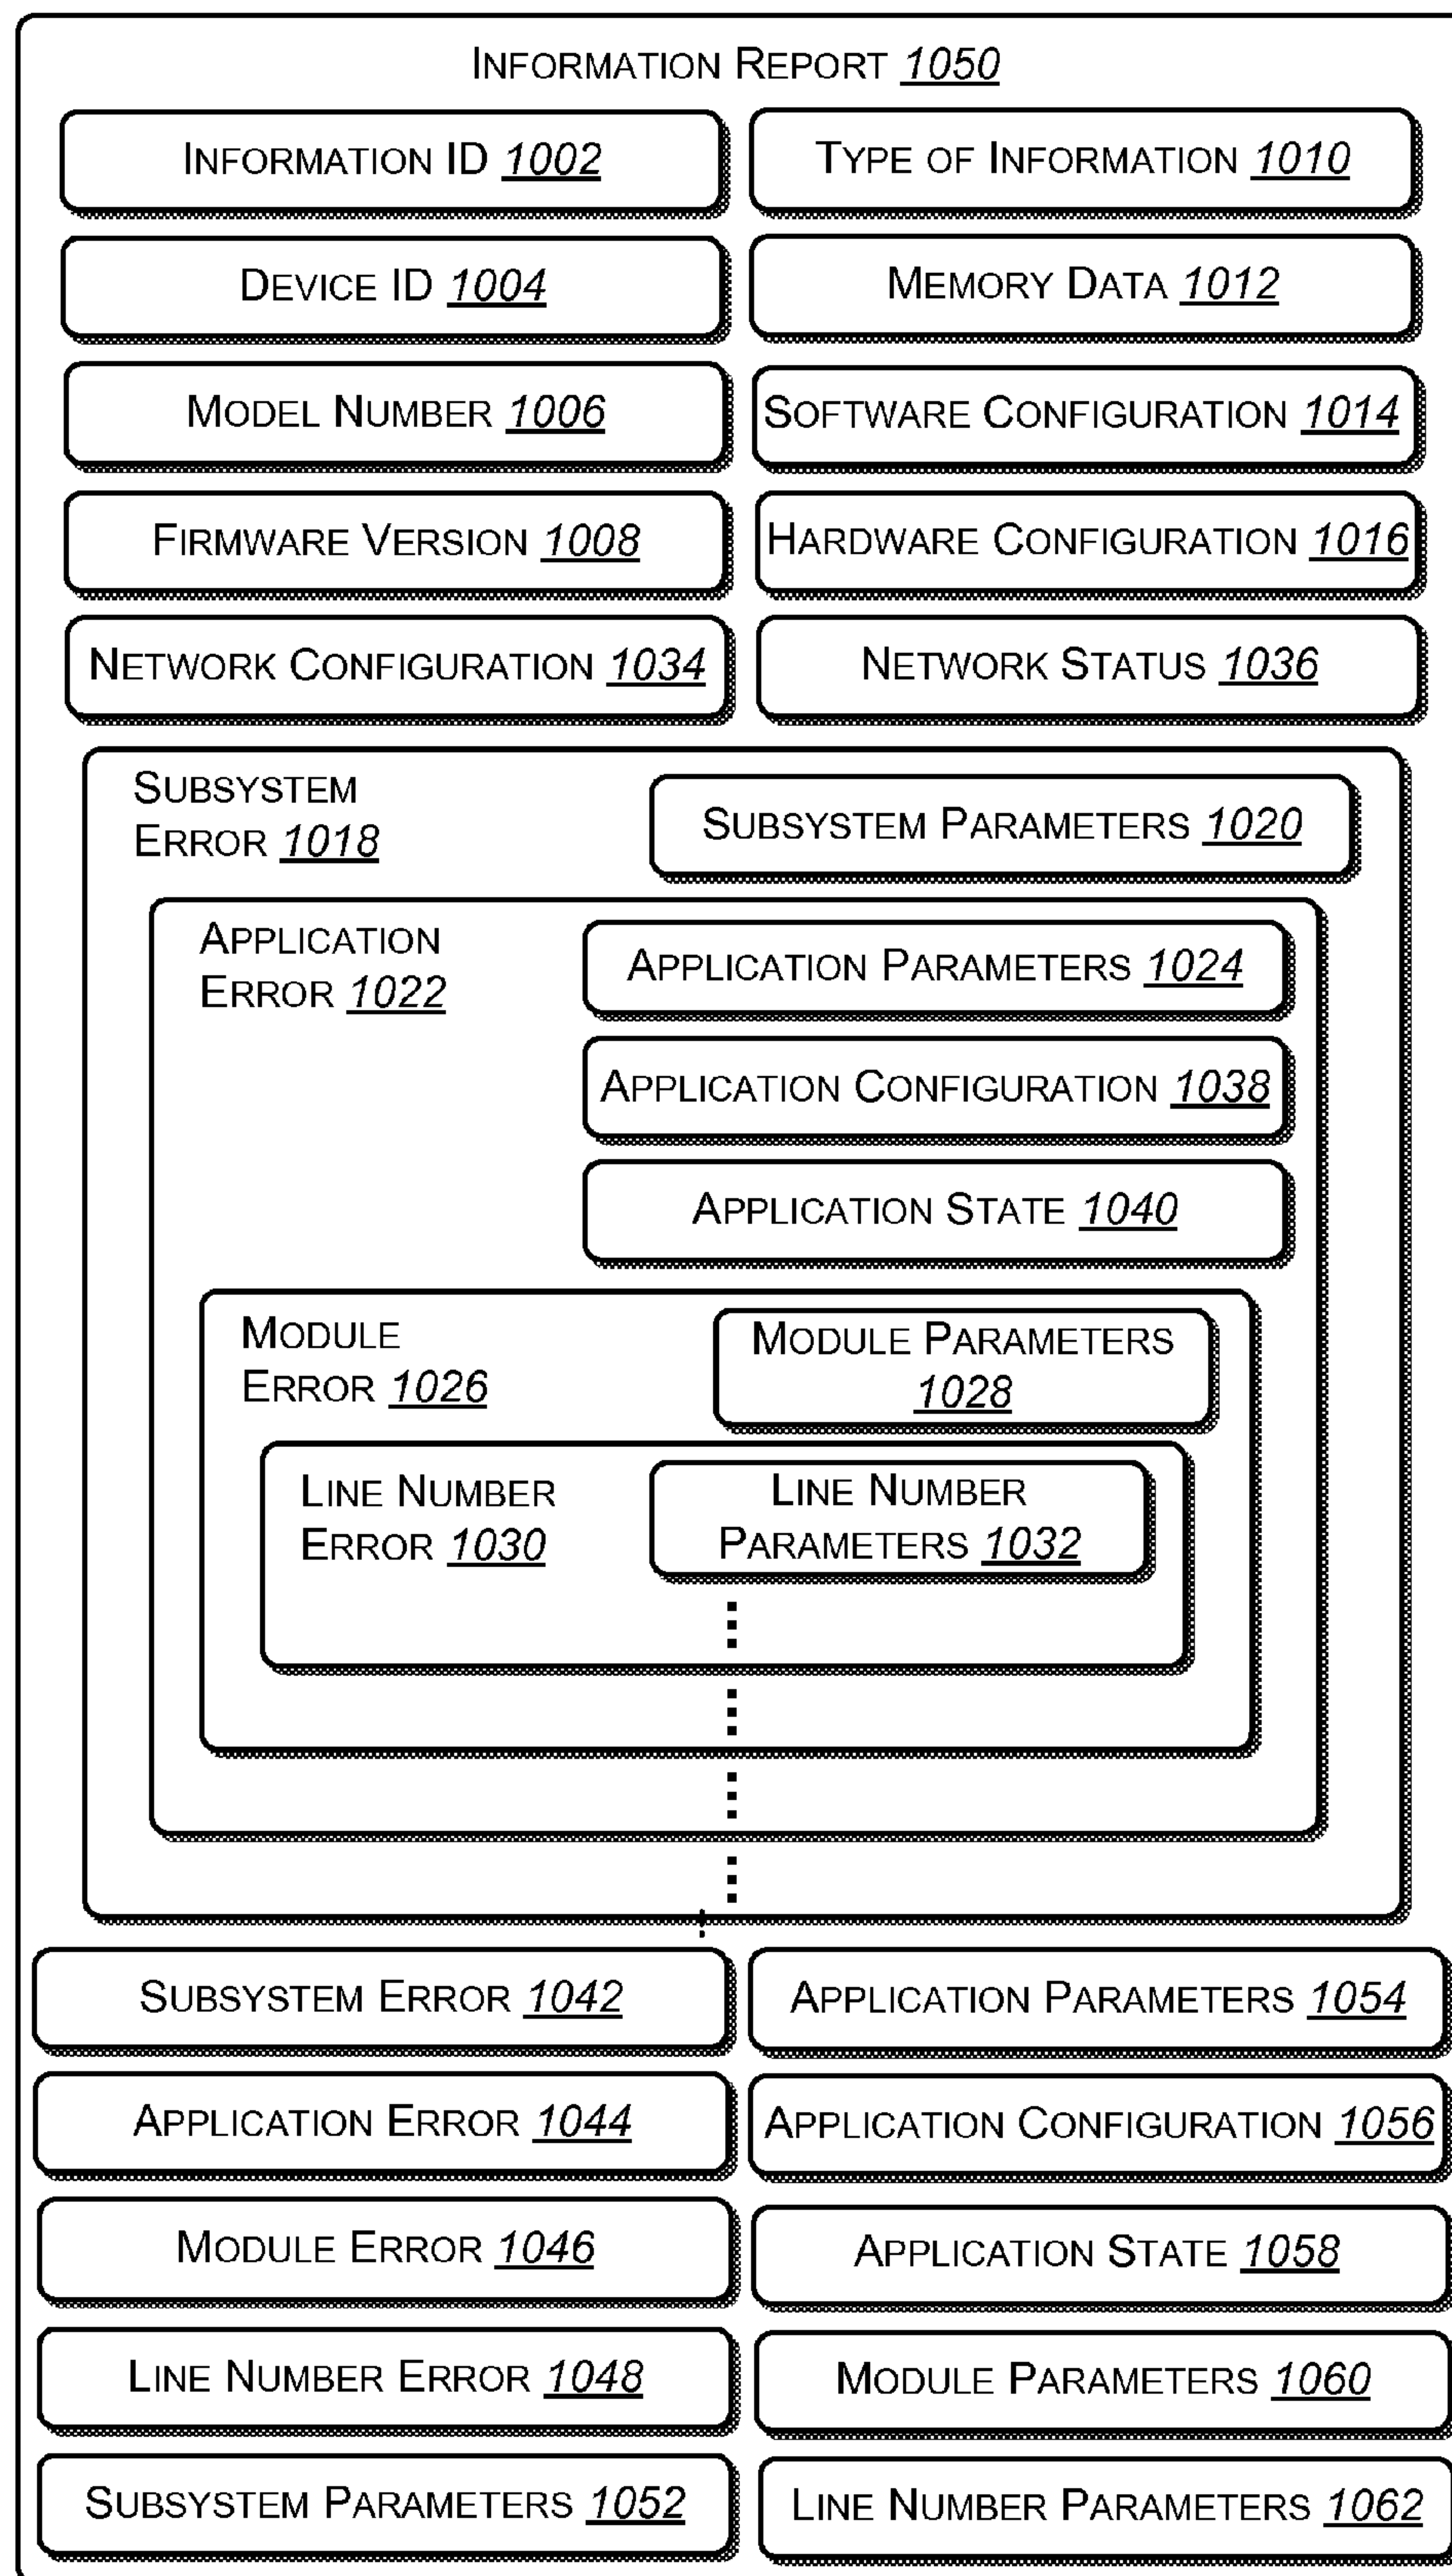 INFORMATION REPORT 1050
INFORMATION ID 1002
TYPE OF INFORMATION 1010
DEVICE ID 1004
MEMORY DATA 1012
MODEL NUMBER 1006
SOFTWARE CONFIGURATION 1014
FIRMWARE VERSION 1008
HARDWARE CONFIGURATION 1016
NETWORK CONFIGURATION 1034
NETWORK STATUS 1036
SUBSYSTEM
ERROR 1018
SUBSYSTEM PARAMETERS 1020
APPLICATION
ERROR 1022
APPLICATION PARAMETERS 1024
APPLICATION CONFIGURATION 1038
APPLICATION STATE 1040
MODULE
ERROR 1026
MODULE PARAMETERS
1028
LINE NUMBER
ERROR 1030
LINE NUMBER
PARAMETERS 1032
SUBSYSTEM ERROR 1042
APPLICATION PARAMETERS 1054
APPLICATION ERROR 1044
APPLICATION CONFIGURATION 1056
MODULE ERROR 1046
APPLICATION STATE 1058
LINE NUMBER ERROR 1048
MODULE PARAMETERS 1060
SUBSYSTEM PARAMETERS 1052
LINE NUMBER PARAMETERS 1062